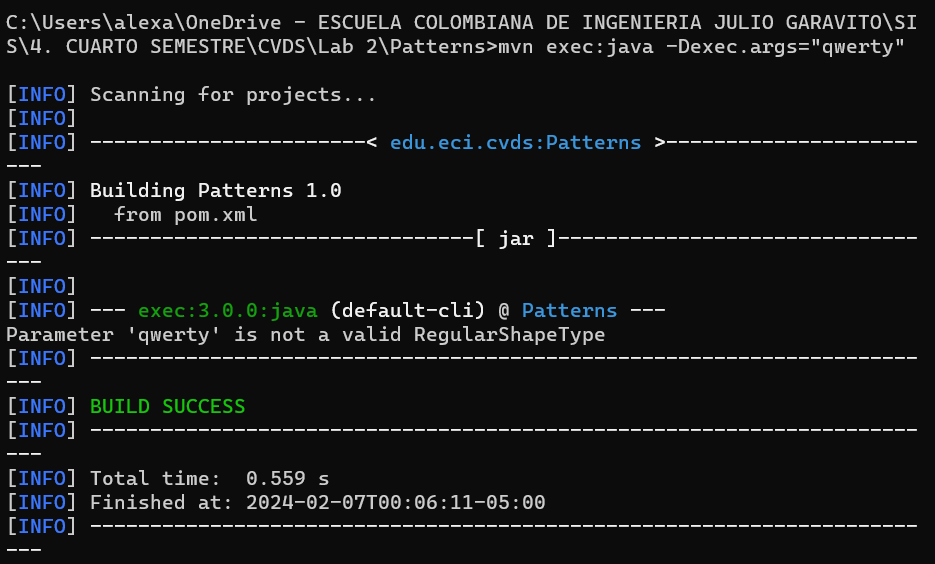 C:\Users\alexa\OneDrive - ESCUELA COLOMBIANA DE INGENIERIA JULIO GARAVITO\SI
S\4. CUARTO SEMESTRE\CVDS\Lab 2\Patterns>mvn exec:java -Dexec.args="qwerty"
[INFO] Scanning for projects...
[INFO]
[INFO] -----------------------< edu.eci.cvds:Patterns >---------------------
---
[INFO] Building Patterns 1.0
[INFO]   from pom.xml
[INFO] --------------------------------[ jar ]------------------------------
---
[INFO]
[INFO] --- exec:3.0.0:java (default-cli) @ Patterns ---
Parameter 'qwerty' is not a valid RegularShapeType
[INFO] ---------------------------------------------------------------------
---
[INFO] BUILD SUCCESS
[INFO] ---------------------------------------------------------------------
---
[INFO] Total time:  0.559 s
[INFO] Finished at: 2024-02-07T00:06:11-05:00
[INFO] ---------------------------------------------------------------------
---